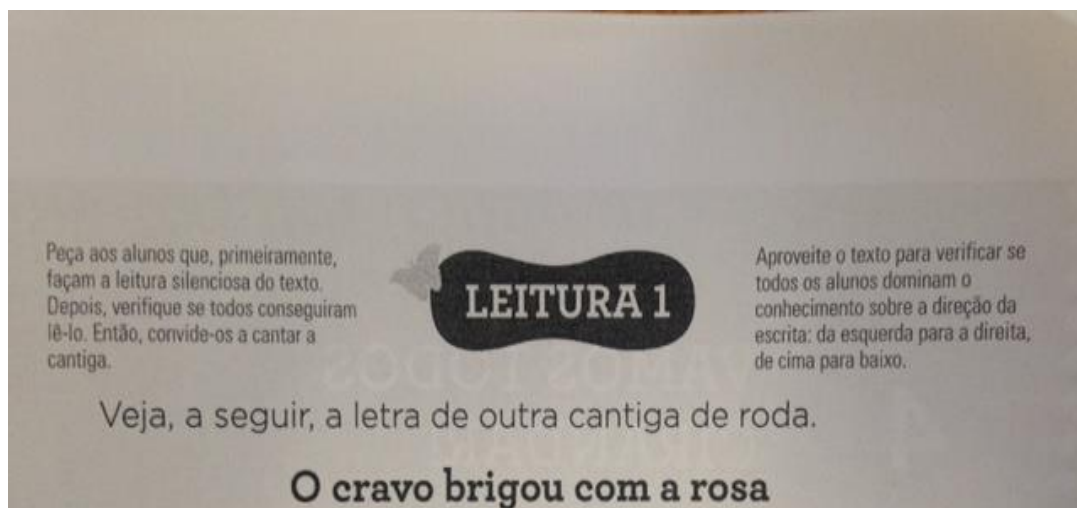 Peça aos alunos que, primeiramente,
façam a leitura silenciosa do texto.
Depois, verifique se todos conseguiram
lê-lo. Então, convide-os a cantar a
cantiga.
LEITURA 1
Aproveite o texto para verificar se
todos os alunos dominam o
conhecimento sobre a direção da
escrita: da esquerda para a direita,
de cima para baixo.
VAMOS TODOS
Veja, a seguir, a letra de outra cantiga de roda.
O cravo brigou com a rosa